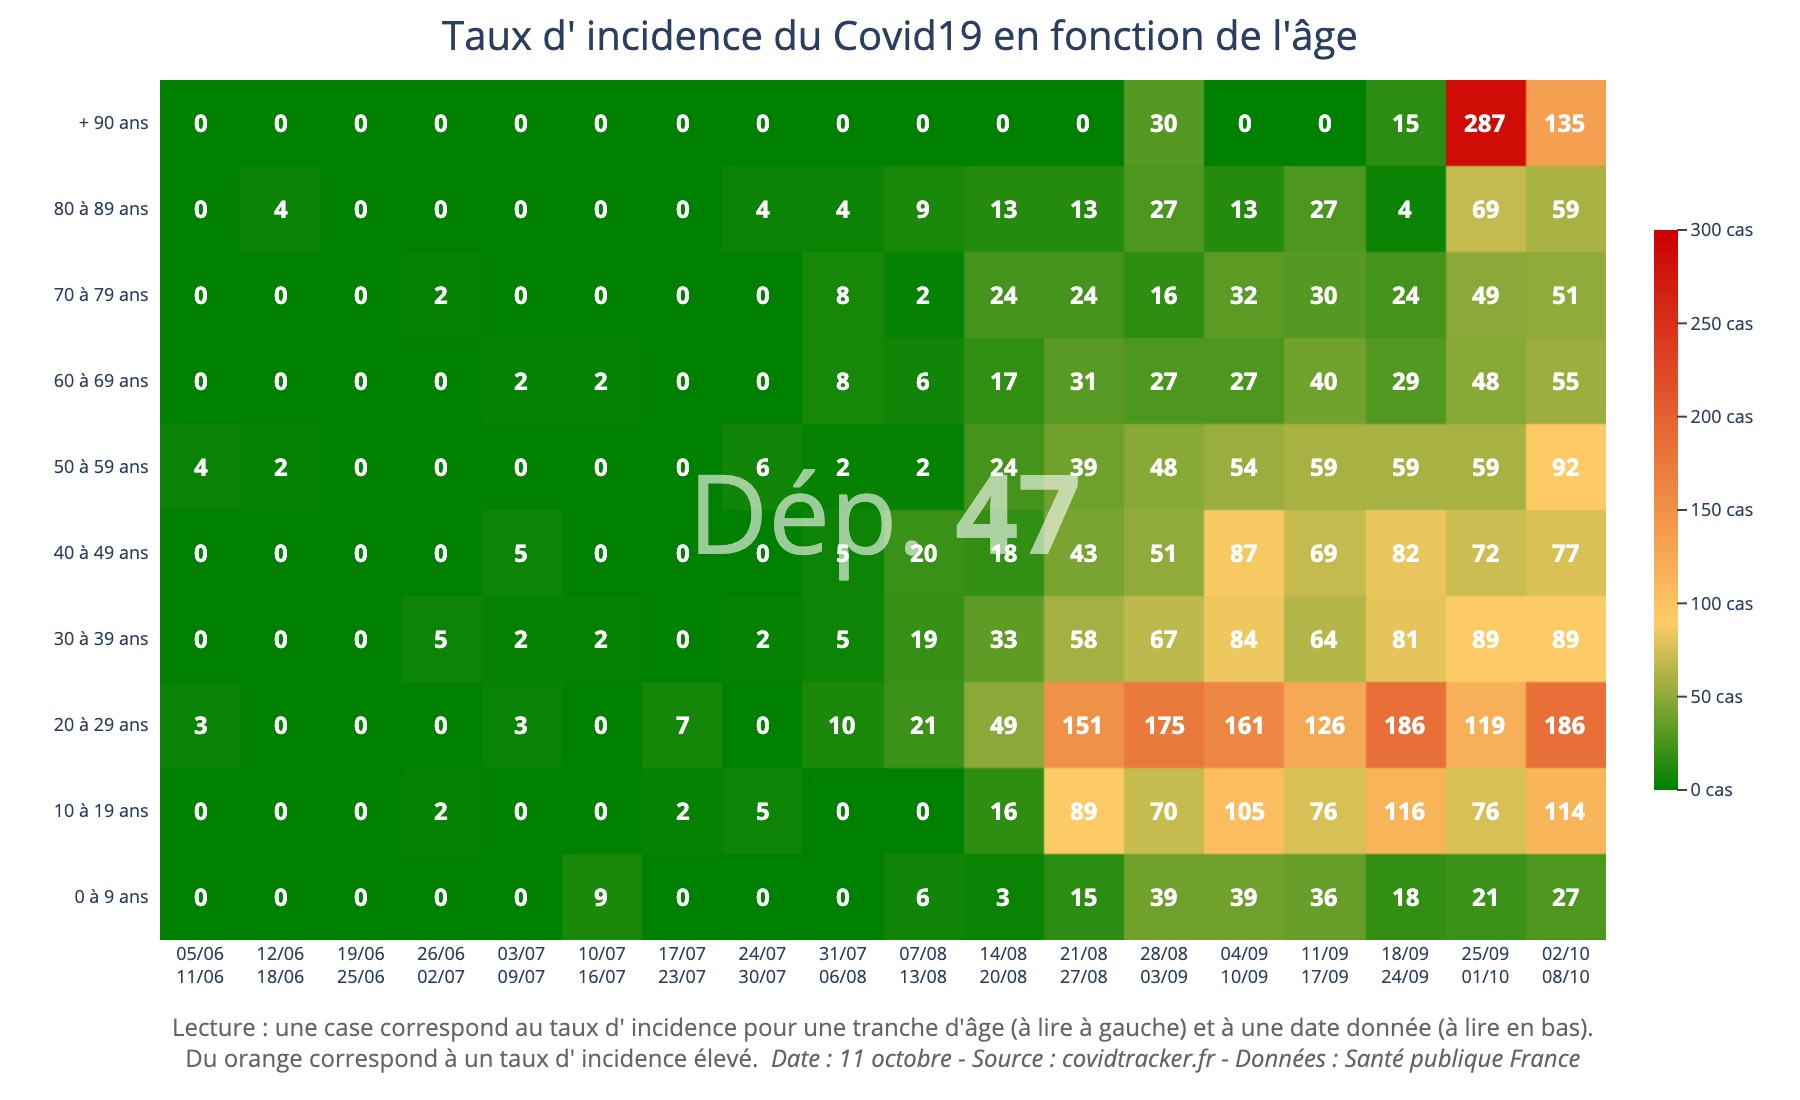 Taux d' incidence du Covid19 en fonction de l'âge
+ 90 ans 0 0 0 0 0 0 0 0 0 0 0 0 30 0 0 15 287 135
80 à 89 ans 0 4 0 0 0 0 0 4 4 9 13 13 27 13 27 4 69 59
70 à 79 ans 0 0 0 2 0 0 0 0 8 2 24 24 16 32 30 24 49 51
60 à 69 ans 0 0 0 0 2 2 0 0 8 6 17 31 27 27 40 29 48 55
50 à 59 ans 4 2 0 0 0 0 0 6 2 2 24 39 48 54 59 59 59 92
Dép. 47
40 à 49 ans 0 0 0 0 5 0 0 0 5 20 18 43 51 87 69 82 72 77
30 à 39 ans 0 0 0 5 2 2 0 2 5 19 33 58 67 84 64 81 89 89
20 à 29 ans 3 0 0 0 3 0 7 0 10 21 49 151 175 161 126 186 119 186
10 à 19 ans 0 0 0 2 0 0 2 5 0 0 16 89 70 105 76 116 76 114
0 à 9 ans 0 0 0 0 0 9 0 0 0 6 3 15 39 39 36 18 21 27
05/06 12/06 19/06 26/06 03/07 10/07 17/07 24/07 31/07 07/08 14/08 21/08 28/08 04/09 11/09 18/09 25/09 02/10
11/06 18/06 25/06 02/07 09/07 16/07 23/07 30/07 06/08 13/08 20/08 27/08 03/09 10/09 17/09 24/09 01/10 08/10
300 cas
250 cas
200 cas
150 cas
100 cas
50 cas
0 cas
Lecture : une case correspond au taux d' incidence pour une tranche d'âge (à lire à gauche) et à une date donnée (à lire en bas).
Du orange correspond à un taux d' incidence élevé. Date : 11 octobre - Source : covidtracker.fr - Données : Santé publique France